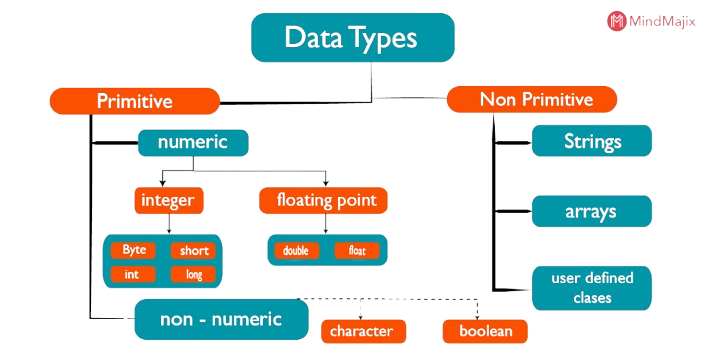 MindMajix
Data Types
Primitive
Non Primitive
numeric
Strings
integer
floating point
arrays
Byte
short
double
float
int
long
user defined
clases
non - numeric
character
boolean